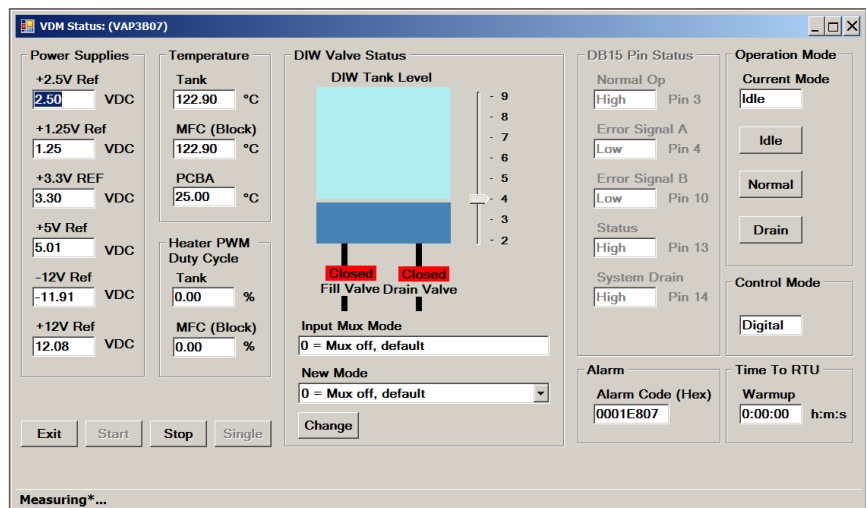 VDM Status: (VAP3B07)
Power Supplies
+2.5V Ref
2.50 VDC
+1.25V Ref
1.25 VDC
+3.3V REF
3.30 VDC
+5V Ref
5.01 VDC
-12V Ref
-11.91 VDC
+12V Ref
12.08 VDC
Temperature
Tank
122.90 °C
MFC (Block)
122.90 °C
PCBA
25.00 °C
Heater PWM
Duty Cycle
Tank
0.00 %
MFC (Block)
0.00 %
DIW Valve Status
DIW Tank Level
- 9
- 8
- 7
- 6
- 5
- 4
- 3
- 2
Closed Closed
Fill Valve Drain Valve
Input Mux Mode
0 = Mux off, default
New Mode
0 = Mux off, default
Change
DB15 Pin Status
Normal Op
High Pin 3
Error Signal A
Low Pin 4
Error Signal B
Low Pin 10
Status
High Pin 13
System Drain
High Pin 14
Operation Mode
Current Mode
Idle
Idle
Normal
Drain
Control Mode
Digital
Alarm
Alarm Code (Hex)
0001E807
Time To RTU
Warmup
0:00:00 h:m:s
Exit Start Stop Single
Measuring*...